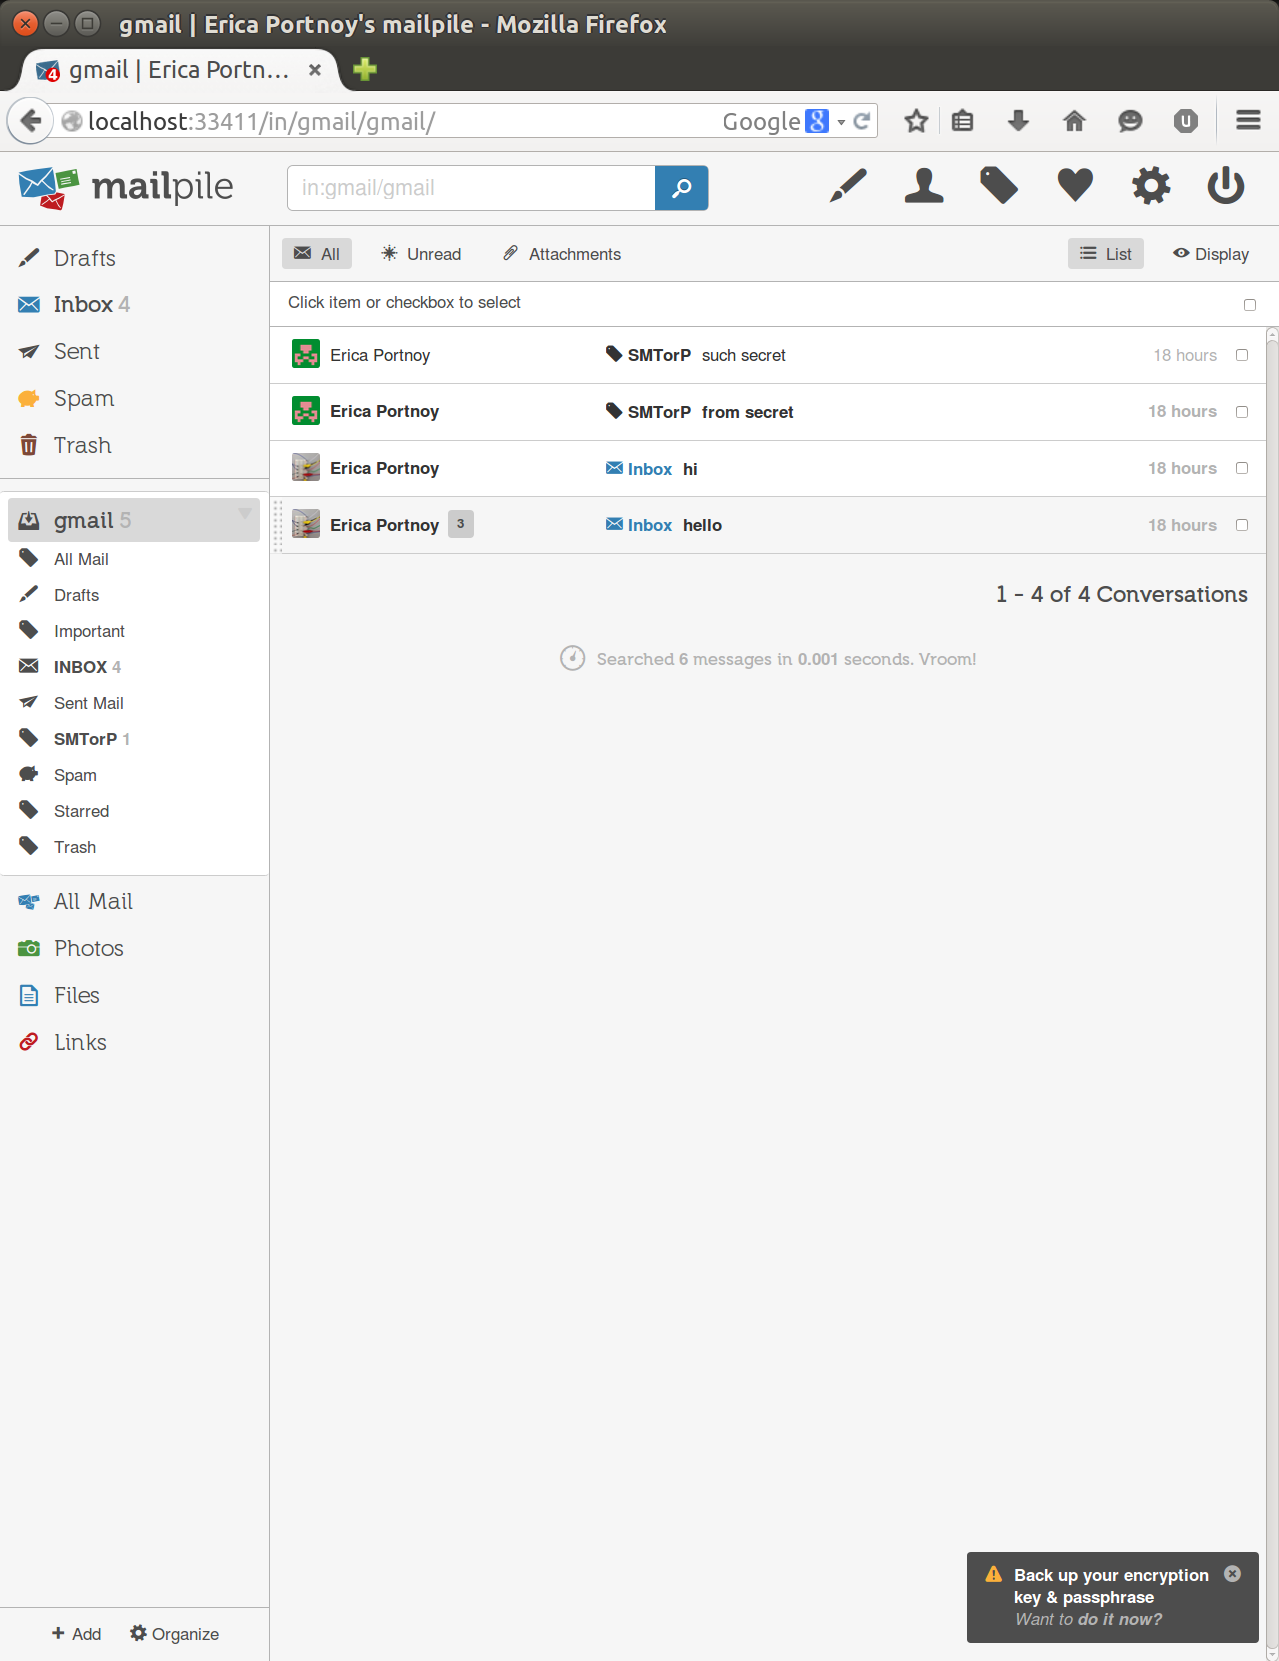 gmail | Erica Portnoy's mailpile - Mozilla Firefox
4 gmail | Erica Portn...
localhost:33411/in/gmail/gmail/ Google 8 U
mailpile in:gmail/gmail
Drafts
Inbox 4
Sent
Spam
Trash
gmail 5
All Mail
Drafts
Important
INBOX 4
Sent Mail
SMTorP 1
Spam
Starred
Trash
All Mail
Photos
Files
Links
+ Add Organize
All Unread Attachments List Display
Click item or checkbox to select
Erica Portnoy SMTorP such secret 18 hours
Erica Portnoy SMTorP from secret 18 hours
Erica Portnoy Inbox hi 18 hours
Erica Portnoy 3 Inbox hello 18 hours
1 - 4 of 4 Conversations
Searched 6 messages in 0.001 seconds. Vroom!
Back up your encryption
key & passphrase
Want to do it now?